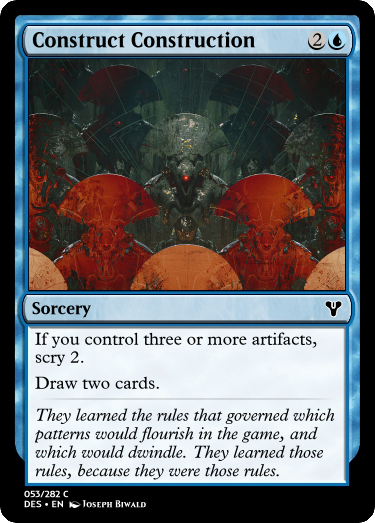 Construct Construction 2
Sorcery
If you control three or more artifacts,
scry 2.
Draw two cards.
They learned the rules that governed which
patterns would flourish in the game, and
which would dwindle. They learned those
rules, because they were those rules.
053/282 C
DES • EN Joseph Biwald